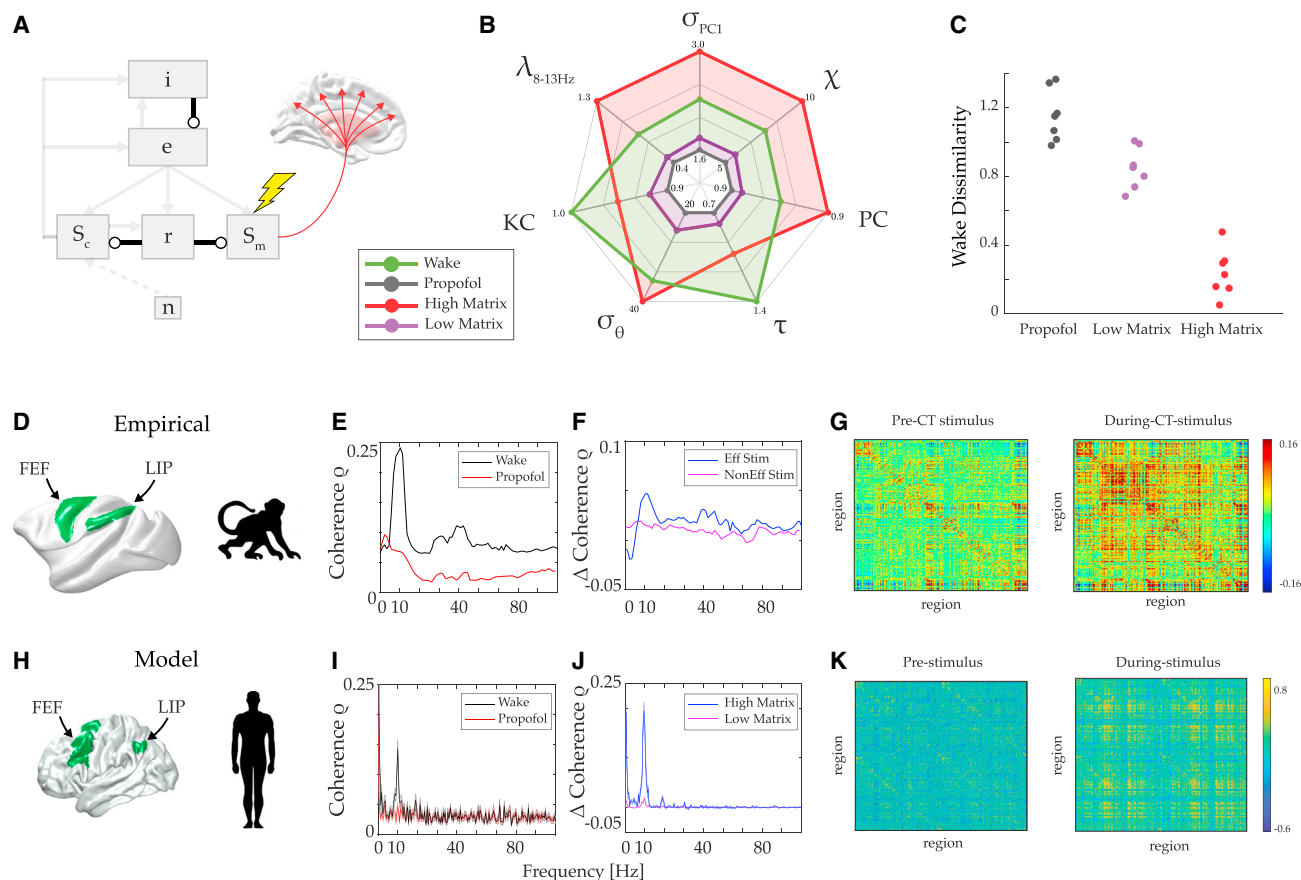 A
i
e
S_c
r
S_m
n
B
σ_PC1
3.0
λ_8-13Hz
1.3
χ
10
KC
1.0
PC
0.9
σ_θ
40
τ
1.4
1.6
0.4
5
0.9
0.9
20
0.7
Wake
Propofol
High Matrix
Low Matrix
C
Wake Dissimilarity
1.2
0.8
0.4
0
Propofol
Low Matrix
High Matrix
D
Empirical
FEF
LIP
E
Coherence ϱ
0.25
0
Wake
Propofol
0 10 40 80
F
Δ Coherence ϱ
0.1
-0.05
Eff Stim
NonEff Stim
0 10 40 80
G
Pre-CT stimulus
During-CT-stimulus
region
region
region
region
0.16
-0.16
H
Model
FEF
LIP
I
Coherence ϱ
0.25
0
Wake
Propofol
0 10 40 80
J
Δ Coherence ϱ
0.25
-0.05
High Matrix
Low Matrix
0 10 40 80
Frequency [Hz]
K
Pre-stimulus
During-stimulus
region
region
region
region
0.8
-0.6